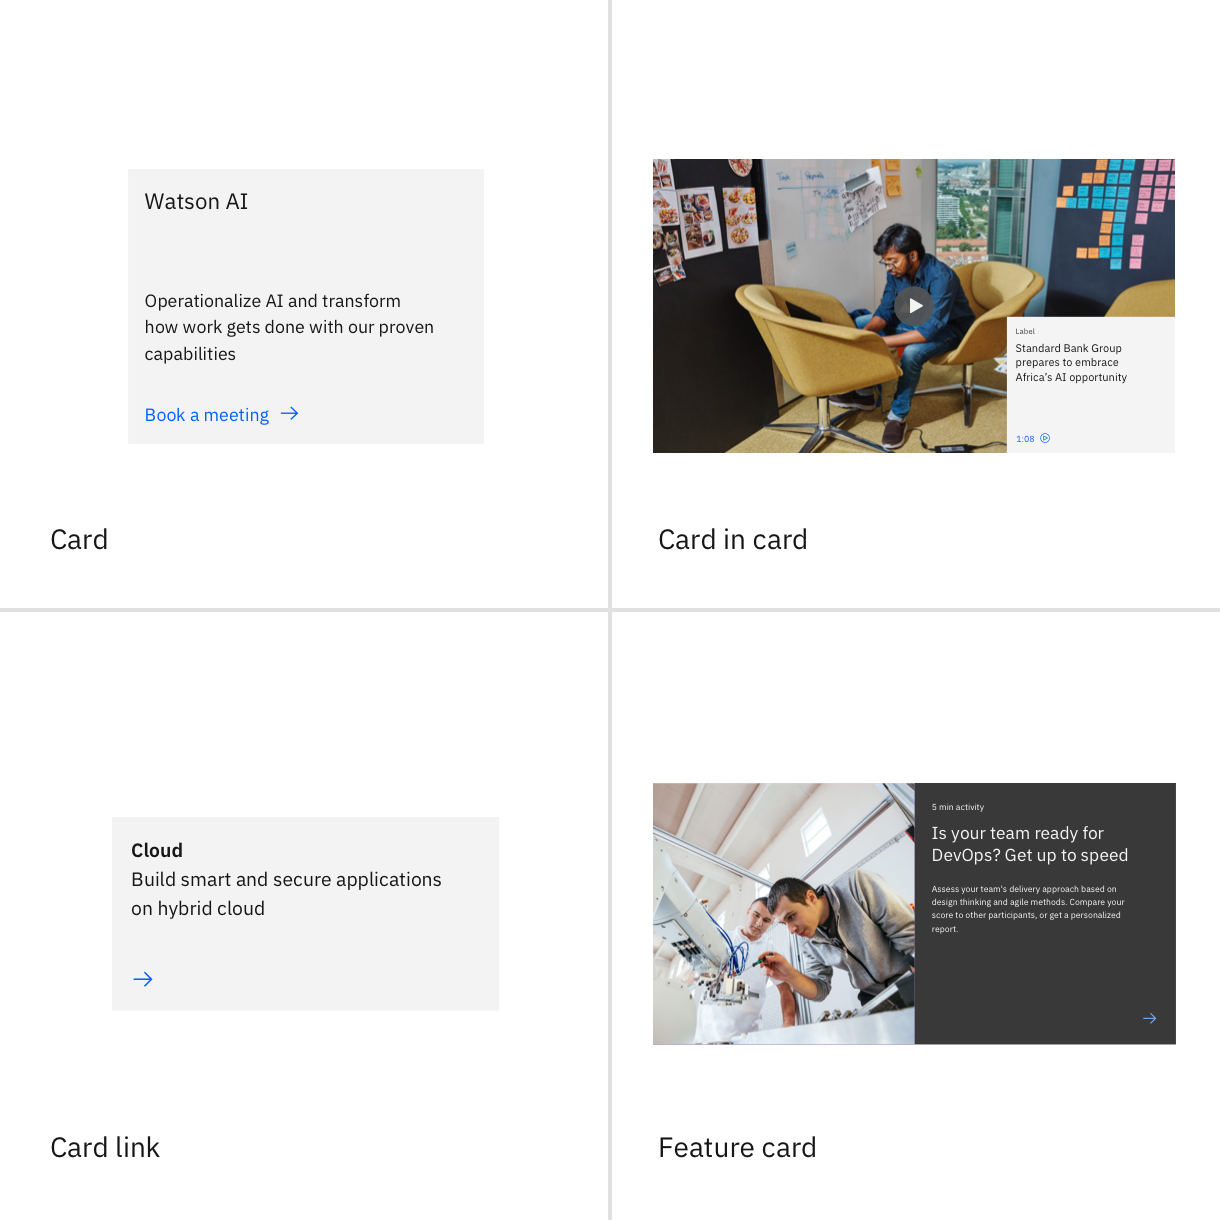 Watson AI
Operationalize AI and transform
how work gets done with our proven
capabilities
Book a meeting
Card
Label
Standard Bank Group
prepares to embrace
Africa's AI opportunity
1:08
Card in card
Cloud
Build smart and secure applications
on hybrid cloud
Card link
5 min activity
Is your team ready for
DevOps? Get up to speed
Assess your team's delivery approach based on
design thinking and agile methods. Compare your
score to other participants, or get a personalized
report.
Feature card